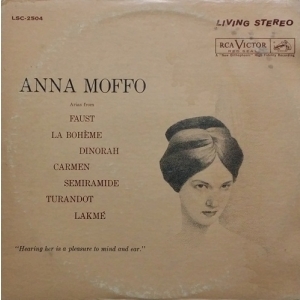 LSC-2504
LIVING STEREO
RCA VICTOR
ANNA MOFFO
Arias from
FAUST
LA BOHÈME
DINORAH
CARMEN
SEMIRAMIDE
TURANDOT
LAKMÉ
"Hearing her is a pleasure to mind and ear."